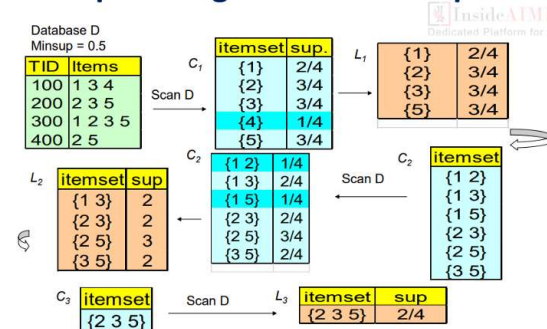 InsideAIM
Dedicated Platform for
Database D
Minsup = 0.5
TID Items
100 1 3 4
200 2 3 5
300 1 2 3 5
400 2 5
Scan D
C1
itemset sup.
{1} 2/4
{2} 3/4
{3} 3/4
{4} 1/4
{5} 3/4
L1
{1} 2/4
{2} 3/4
{3} 3/4
{5} 3/4
C2
itemset
{1 2}
{1 3}
{1 5}
{2 3}
{2 5}
{3 5}
Scan D
C2
{1 2} 1/4
{1 3} 2/4
{1 5} 1/4
{2 3} 2/4
{2 5} 3/4
{3 5} 2/4
L2
itemset sup
{1 3} 2
{2 3} 2
{2 5} 3
{3 5} 2
C3
itemset
{2 3 5}
Scan D
L3
itemset sup
{2 3 5} 2/4